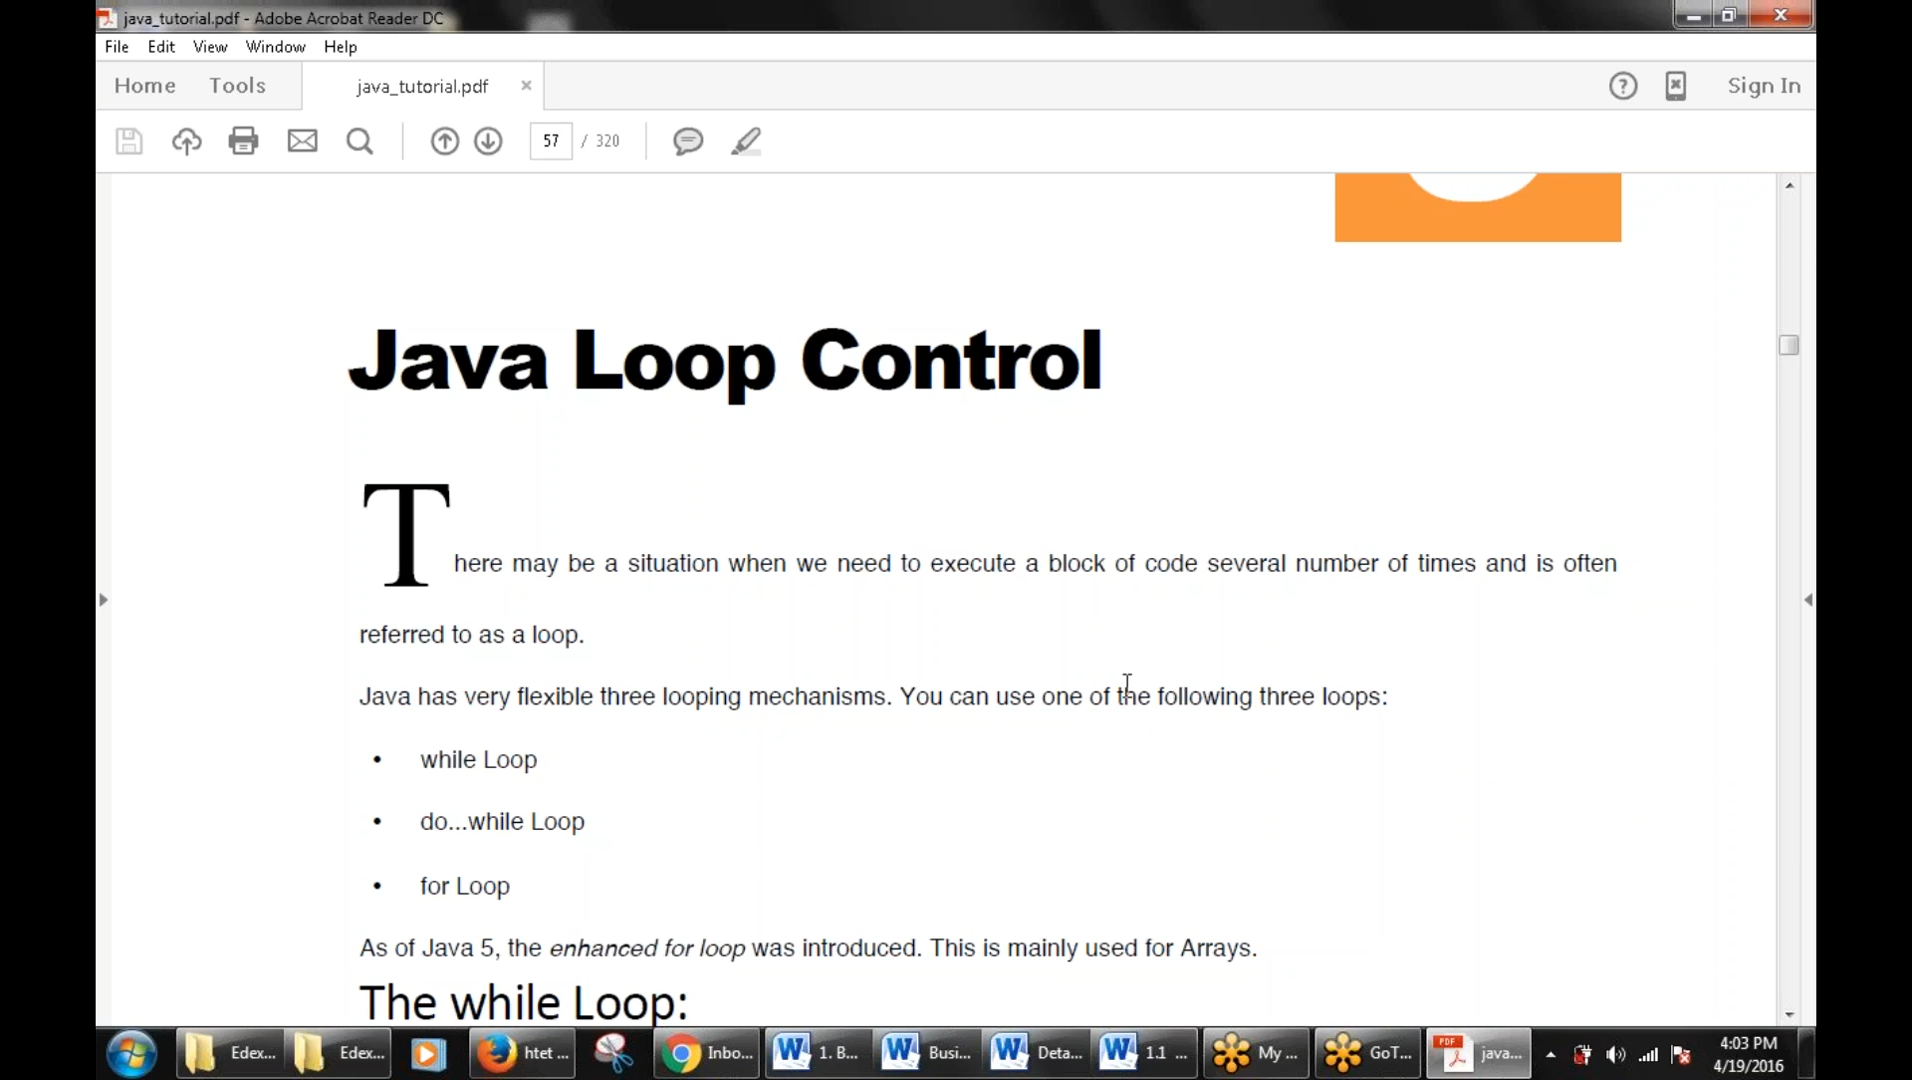 java_tutorial.pdf - Adobe Acrobat Reader DC
File Edit View Window Help
Home Tools java_tutorial.pdf × ? Sign In
57 / 320
Java Loop Control
There may be a situation when we need to execute a block of code several number of times and is often
referred to as a loop.
Java has very flexible three looping mechanisms. You can use one of the following three loops:
• while Loop
• do...while Loop
• for Loop
As of Java 5, the enhanced for loop was introduced. This is mainly used for Arrays.
The while Loop:
Edex... Edex... htet ... Inbo... 1. B... Busi... Deta... 1.1 ... My ... GoT... PDF java... 4:03 PM
4/19/2016